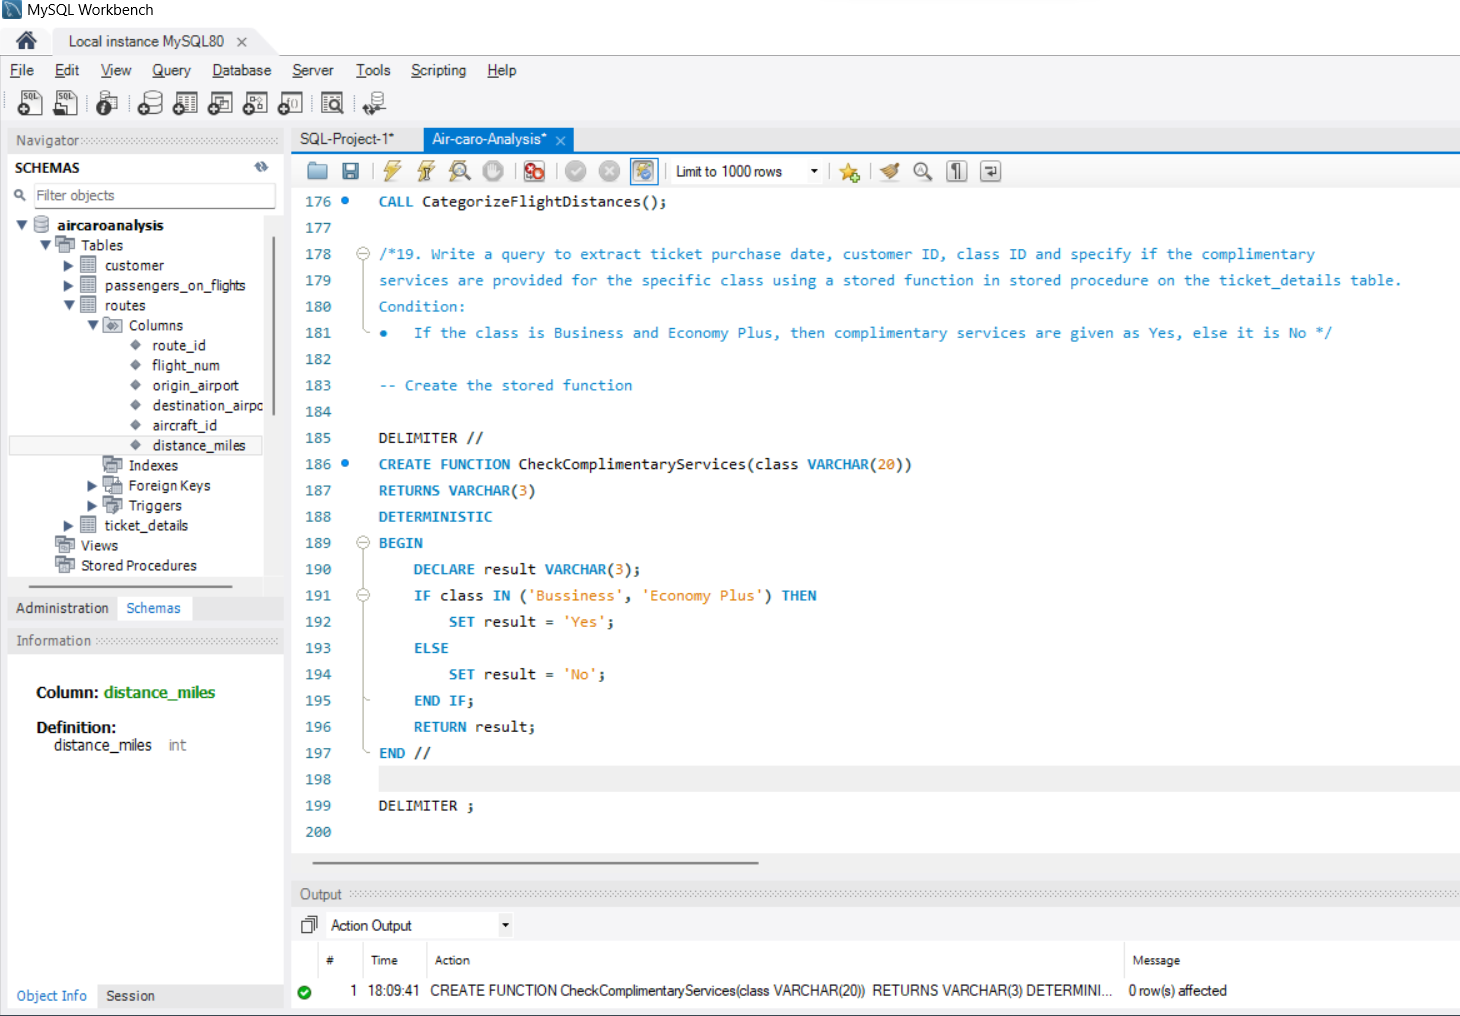 MySQL Workbench
Local instance MySQL80
File Edit View Query Database Server Tools Scripting Help
Navigator
SCHEMAS
Filter objects
aircaroanalysis
Tables
customer
passengers_on_flights
routes
Columns
route_id
flight_num
origin_airport
destination_airpo
aircraft_id
distance_miles
Indexes
Foreign Keys
Triggers
ticket_details
Views
Stored Procedures
Administration Schemas
Information
Column: distance_miles
Definition:
distance_miles int
Object Info Session
SQL-Project-1* Air-caro-Analysis*
Limit to 1000 rows
176 CALL CategorizeFlightDistances();
177
178 /*19. Write a query to extract ticket purchase date, customer ID, class ID and specify if the complimentary
179 services are provided for the specific class using a stored function in stored procedure on the ticket_details table.
180 Condition:
181 ● If the class is Business and Economy Plus, then complimentary services are given as Yes, else it is No */
182
183 -- Create the stored function
184
185 DELIMITER //
186 CREATE FUNCTION CheckComplimentaryServices(class VARCHAR(20))
187 RETURNS VARCHAR(3)
188 DETERMINISTIC
189 BEGIN
190 DECLARE result VARCHAR(3);
191 IF class IN ('Bussiness', 'Economy Plus') THEN
192 SET result = 'Yes';
193 ELSE
194 SET result = 'No';
195 END IF;
196 RETURN result;
197 END //
198
199 DELIMITER ;
200
Output
Action Output
# Time Action Message
1 18:09:41 CREATE FUNCTION CheckComplimentaryServices(class VARCHAR(20)) RETURNS VARCHAR(3) DETERMINI... 0 row(s) affected